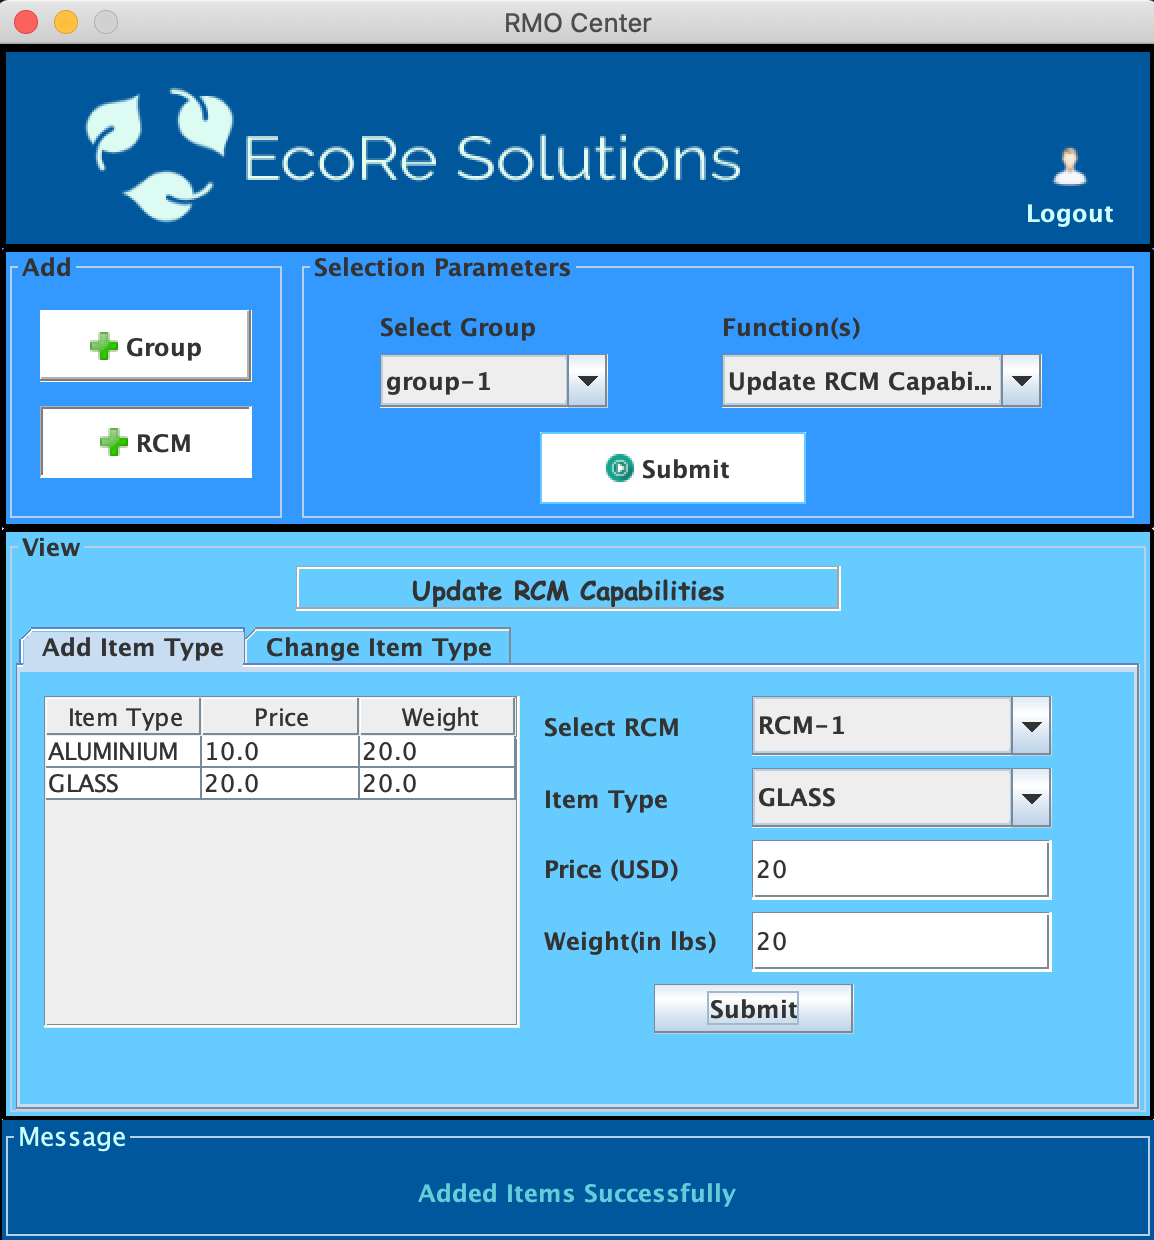 RMO Center
EcoRe Solutions
Logout
Add
Group
RCM
Selection Parameters
Select Group
Function(s)
group-1
Update RCM Capabi...
Submit
View
Update RCM Capabilities
Add Item Type
Change Item Type
Item Type Price Weight
ALUMINIUM 10.0 20.0
GLASS 20.0 20.0
Select RCM RCM-1
Item Type GLASS
Price (USD) 20
Weight(in lbs) 20
Submit
Message
Added Items Successfully